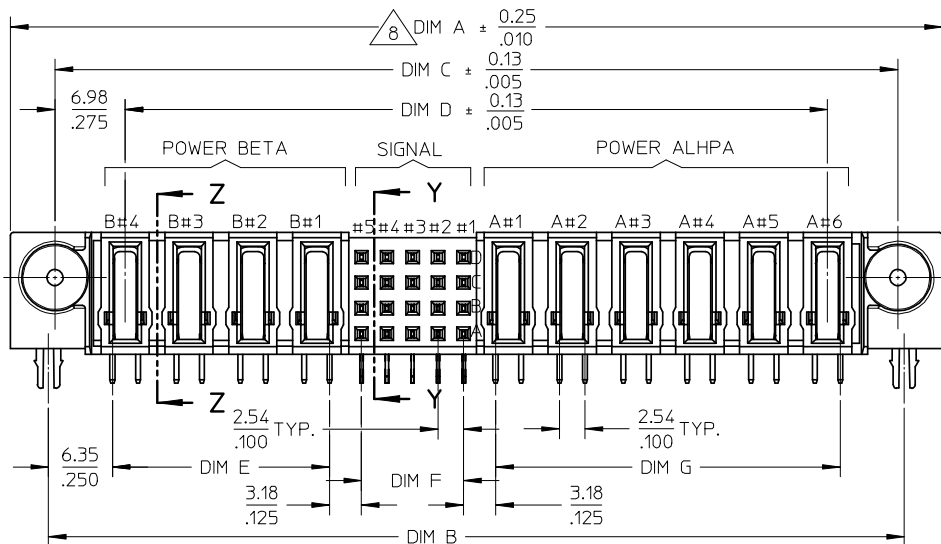 8 DIM A ± 0.25
.010
DIM C ± 0.13
.005
6.98
.275
DIM D ± 0.13
.005
POWER BETA SIGNAL POWER ALHPA
Z Z Y Y
B#4 B#3 B#2 B#1 #5 #4 #3 #2 #1 A#1 A#2 A#3 A#4 A#5 A#6
D
C
B
A
2.54
.100 TYP.
2.54
.100 TYP.
6.35
.250
DIM E DIM F DIM G
3.18
.125
3.18
.125
DIM B